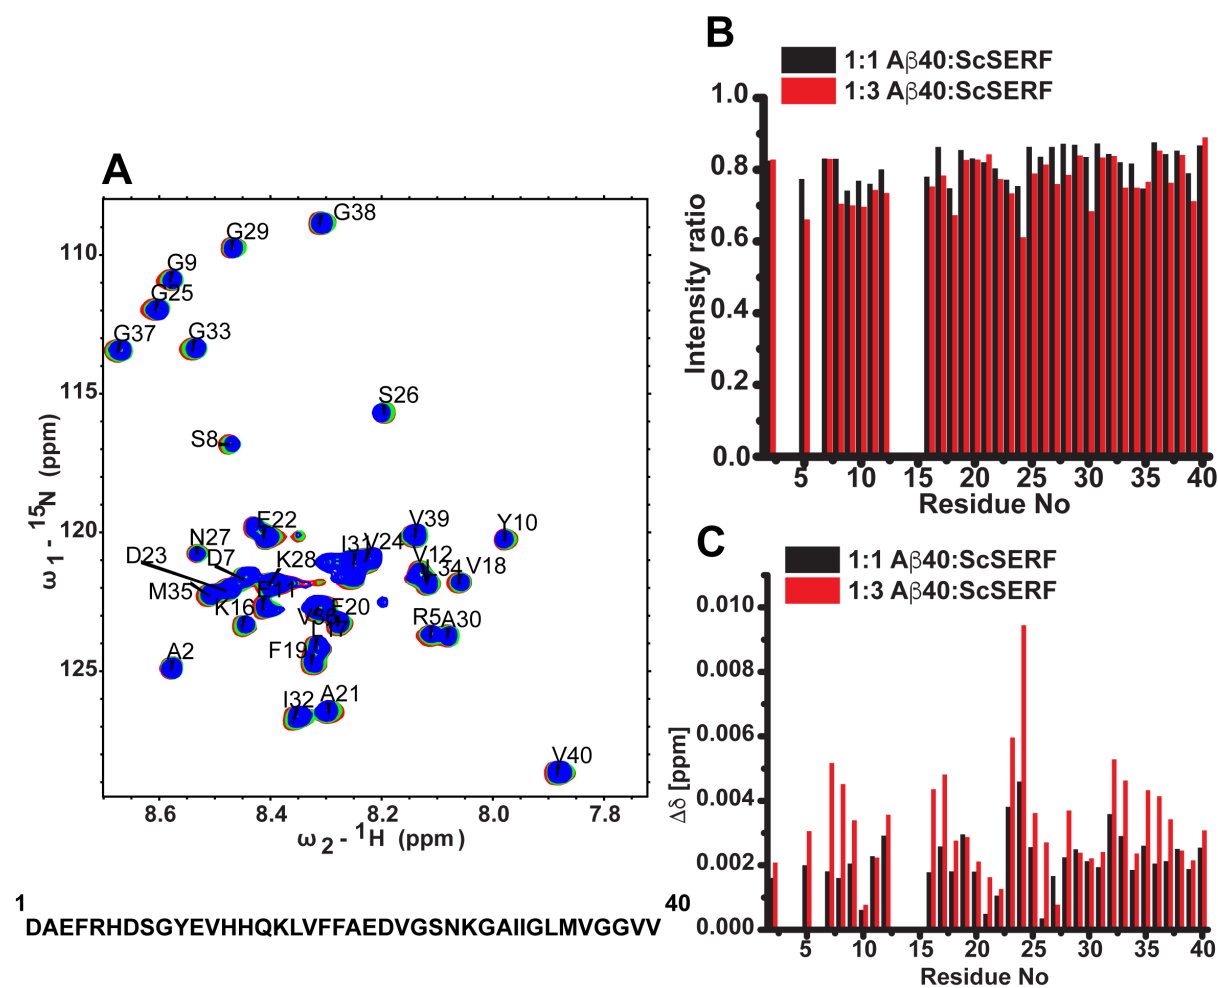 A
G38
G29
G9
G25
G37
G33
S26
S8
E22
V39
Y10
N27
I31
V24
D23
D7
K28
V12
L34
V18
M35
E11
K16
V36
F20
L17
R5
A30
F19
A2
I32
A21
V40
110
115
120
125
ω1 - 15N (ppm)
8.6
8.4
8.2
8.0
7.8
ω2 - 1H (ppm)
1
40
DAEFRHDSGYEVHHQKLVFFAEDVGSNKGAIIGLMVGGVV
B
1:1 Aβ40:ScSERF
1:3 Aβ40:ScSERF
1.0
0.8
0.6
0.4
0.2
0.0
Intensity ratio
5 10 15 20 25 30 35 40
Residue No
C
1:1 Aβ40:ScSERF
1:3 Aβ40:ScSERF
0.010
0.008
0.006
0.004
0.002
0.000
Δδ [ppm]
5 10 15 20 25 30 35 40
Residue No